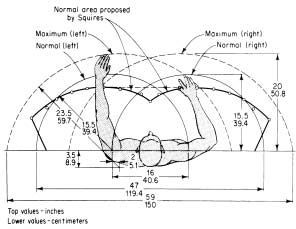 Normal area proposed
by Squires
Maximum (left)
Normal (left)
Maximum (right)
Normal (right)
20
50.8
23.5
59.7
15.5
39.4
15.5
39.4
3.5
8.9
2
5.1
16
40.6
47
119.4
59
150
Top values-inches
Lower values-centimeters